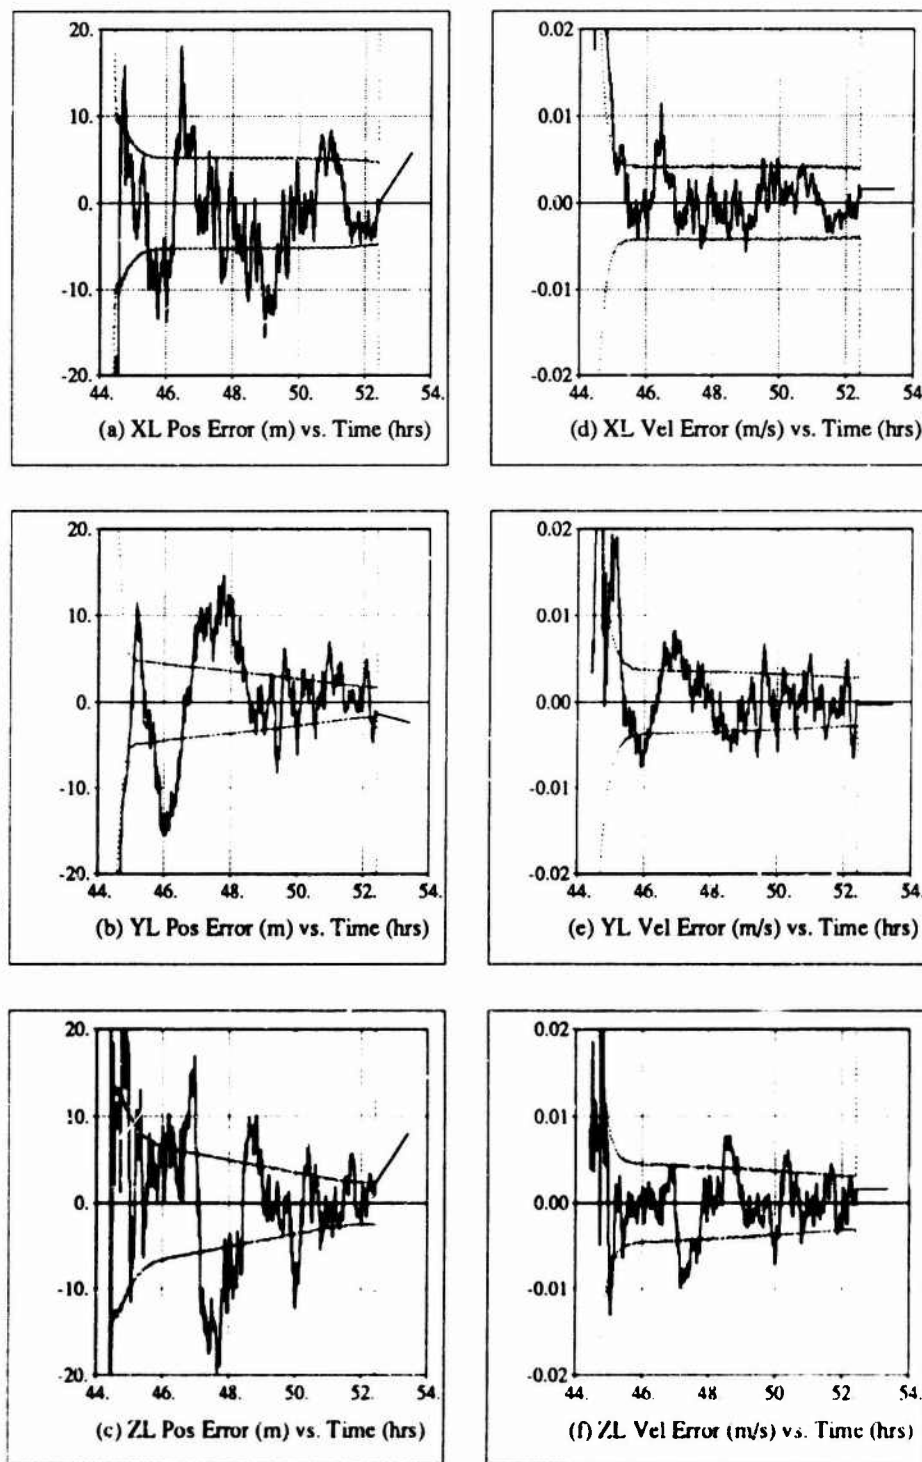 20.
10.
0.
-10.
-20.
44. 46. 48. 50. 52. 54.
(a) XL Pos Error (m) vs. Time (hrs)
0.02
0.01
0.00
-0.01
-0.02
44. 46. 48. 50. 52. 54.
(d) XL Vel Error (m/s) vs. Time (hrs)
20.
10.
0.
-10.
-20.
44. 46. 48. 50. 52. 54.
(b) YL Pos Error (m) vs. Time (hrs)
0.02
0.01
0.00
-0.01
-0.02
44. 46. 48. 50. 52. 54.
(e) YL Vel Error (m/s) vs. Time (hrs)
20.
10.
0.
-10.
-20.
44. 46. 48. 50. 52. 54.
(c) ZL Pos Error (m) vs. Time (hrs)
0.02
0.01
0.00
-0.01
-0.02
44. 46. 48 50 52. 54.
(f) ZL Vel Error (m/s) vs. Time (hrs)